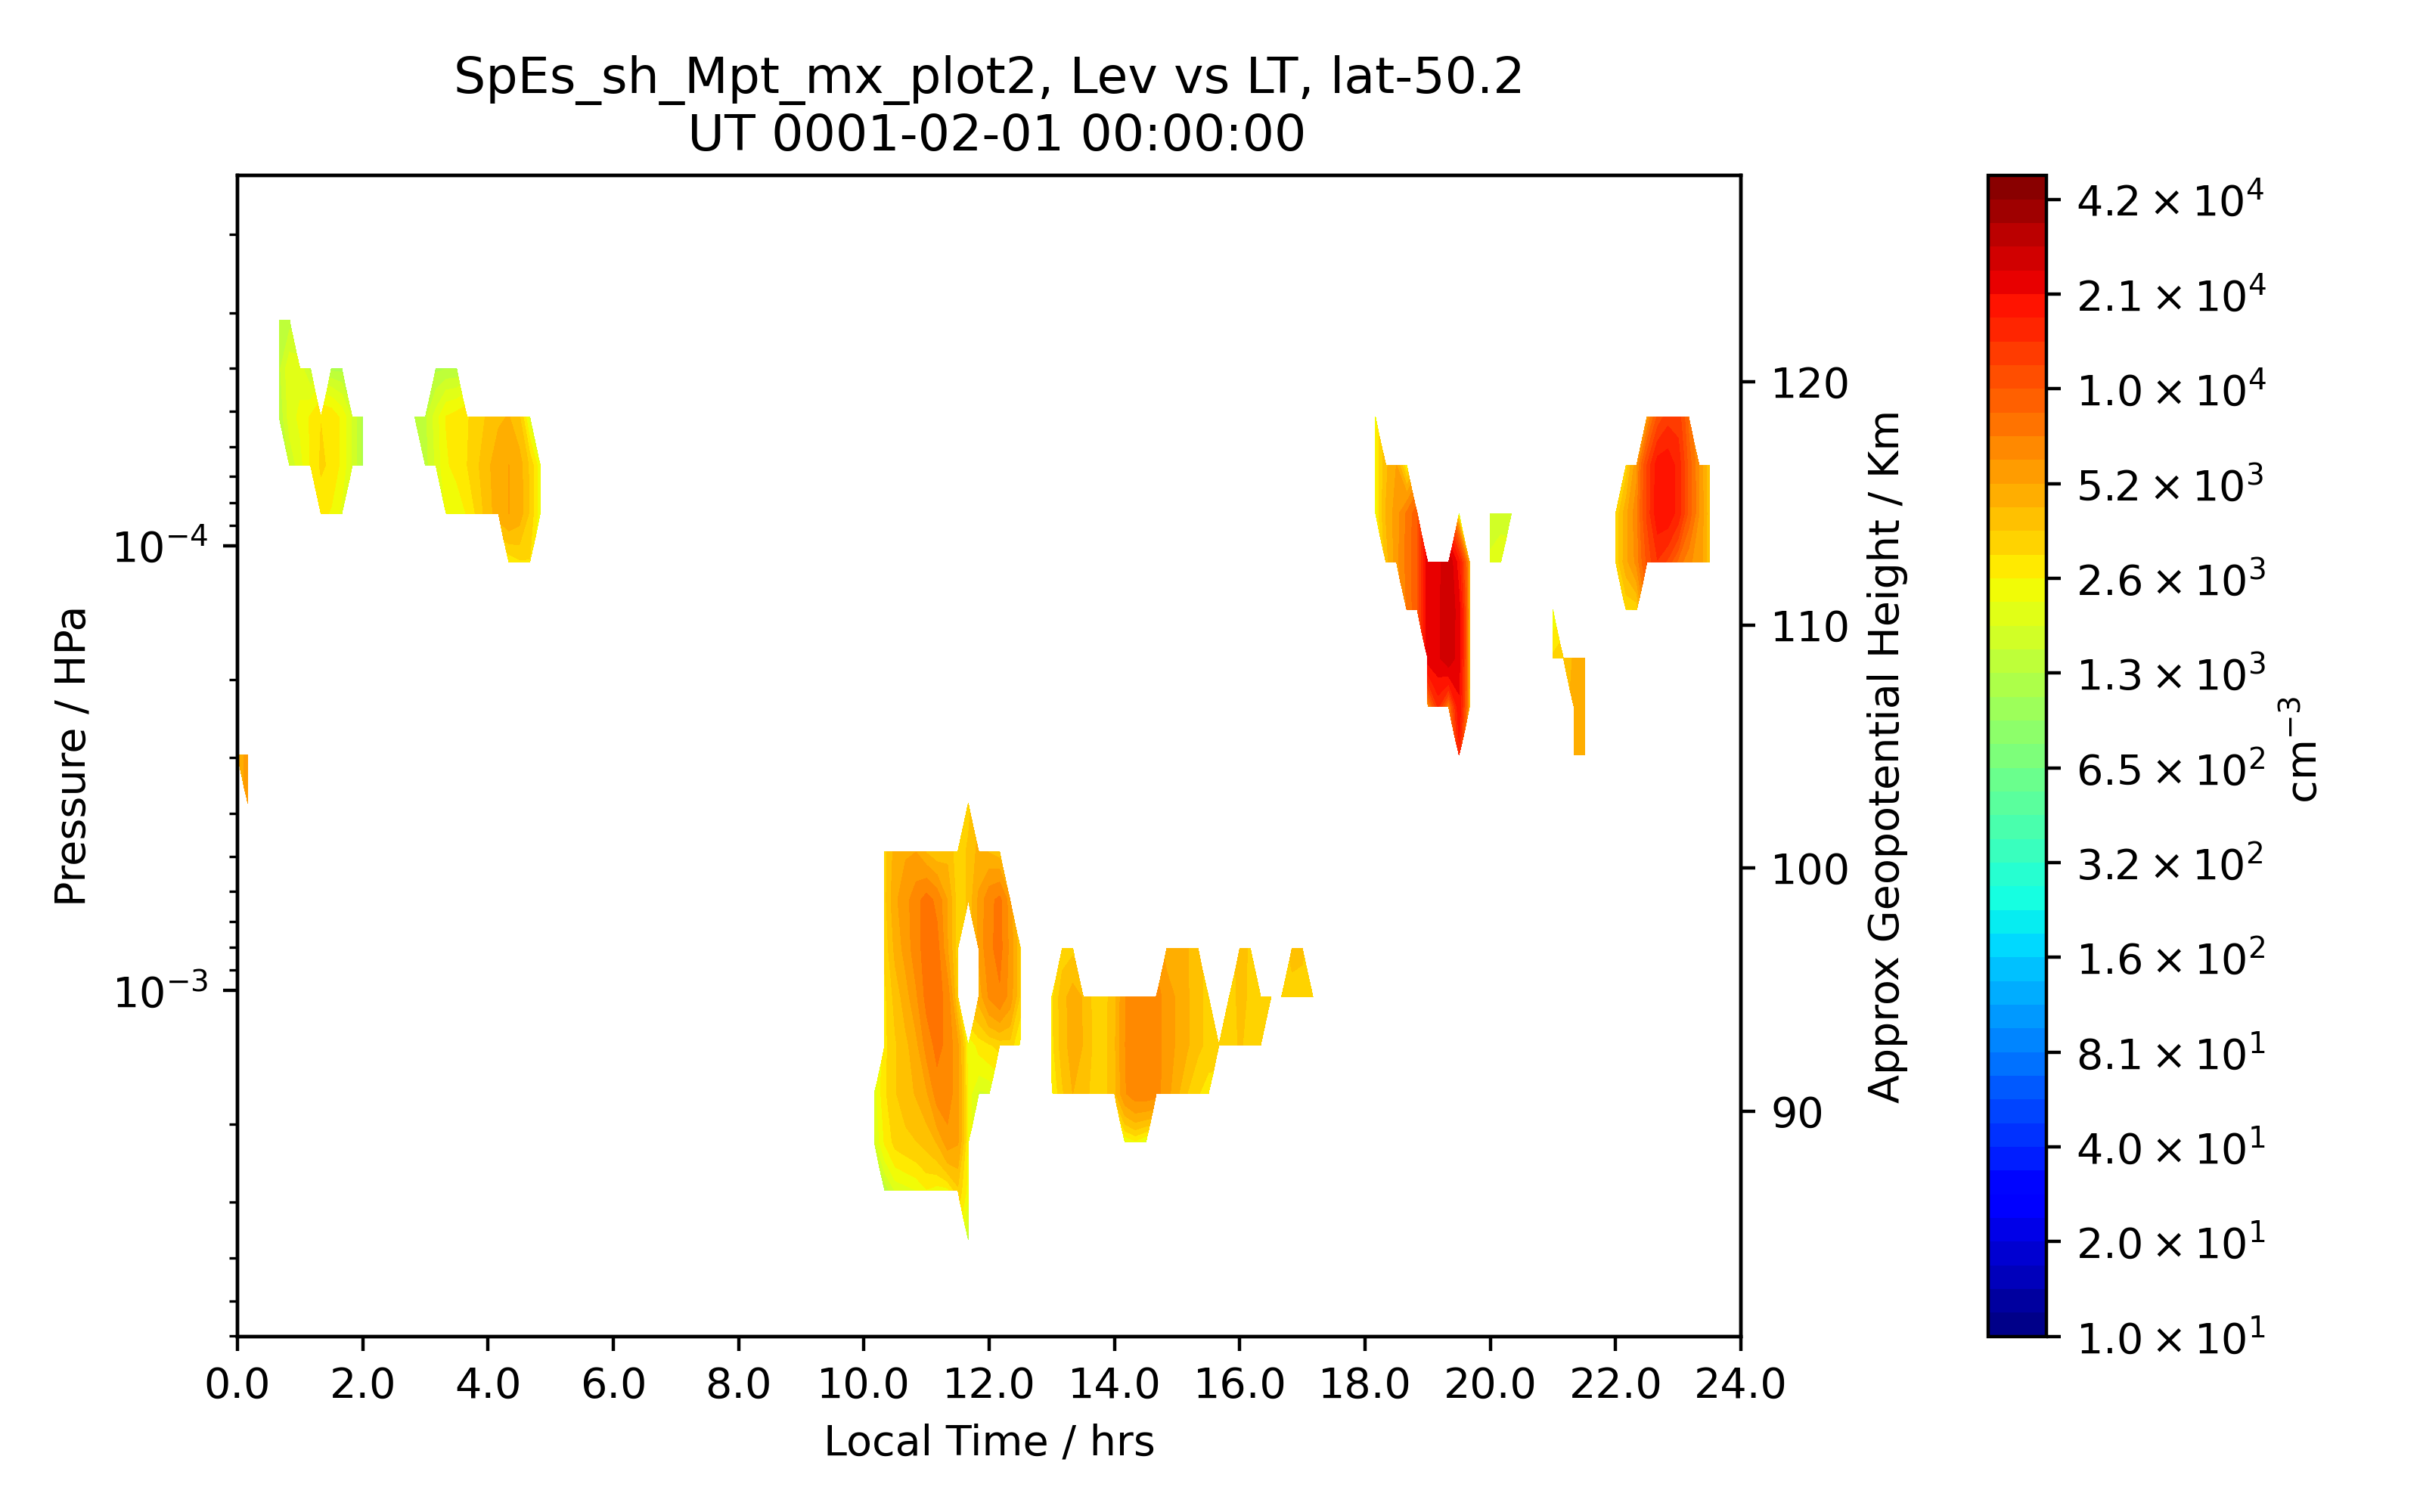 SpEs_sh_Mpt_mx_plot2, Lev vs LT, lat-50.2
UT 0001-02-01 00:00:00
Pressure / HPa
10⁻⁴
10⁻³
0.0 2.0 4.0 6.0 8.0 10.0 12.0 14.0 16.0 18.0 20.0 22.0 24.0
Local Time / hrs
120
110
100
90
Approx Geopotential Height / Km
4.2 × 10⁴
2.1 × 10⁴
1.0 × 10⁴
5.2 × 10³
2.6 × 10³
1.3 × 10³
6.5 × 10²
3.2 × 10²
1.6 × 10²
8.1 × 10¹
4.0 × 10¹
2.0 × 10¹
1.0 × 10¹
cm⁻³